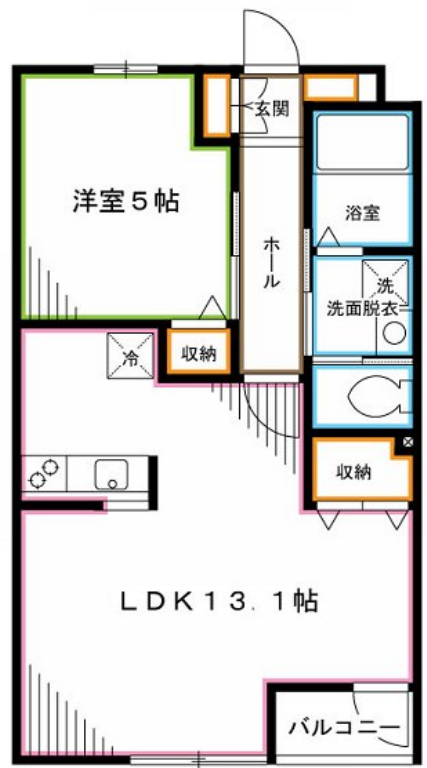 玄関
洋室5帖
浴室
ホール
洗
洗面脱衣
冷
収納
収納
LDK13.1帖
バルコニー